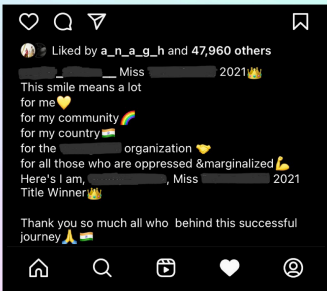 Liked by a_n_a_g_h and 47,960 others
_ __ Miss 2021👑
This smile means a lot
for me💛
for my community🌈
for my country🇮🇳
for the organization 🤝
for all those who are oppressed &marginalized💪
Here's I am, , Miss 2021
Title Winner👑
Thank you so much all who behind this successful
journey🙏🇮🇳